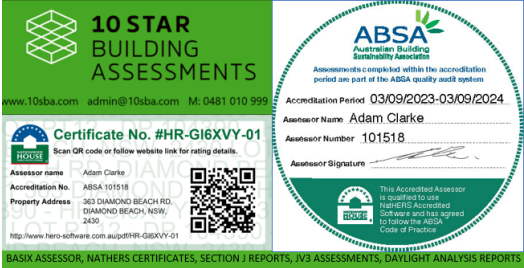 10 STAR
BUILDING
ASSESSMENTS
www.10sba.com admin@10sba.com M: 0481 010 999
Certificate No. #HR-GI6XVY-01
Scan QR code or follow website link for rating details.
Assessor name Adam Clarke
Accreditation No. ABSA 101518
Property Address 363 DIAMOND BEACH RD,
DIAMOND BEACH, NSW,
2430
http://www.hero-software.com.au/pdf/HR-GI6XVY-01
HOUSE
ABSA
Australian Building
Sustainability Association
Assessments completed within the accreditation
period are part of the ABSA quality audit system
Accreditation Period 03/09/2023-03/09/2024
Assessor Name Adam Clarke
Assessor Number 101518
Assessor Signature
HOUSE
This Accredited Assessor
is qualified to use
NatHERS Accredited
Software and has agreed
to follow the ABSA
Code of Practice
BASIX ASSESSOR, NATHERS CERTIFICATES, SECTION J REPORTS, JV3 ASSESSMENTS, DAYLIGHT ANALYSIS REPORTS